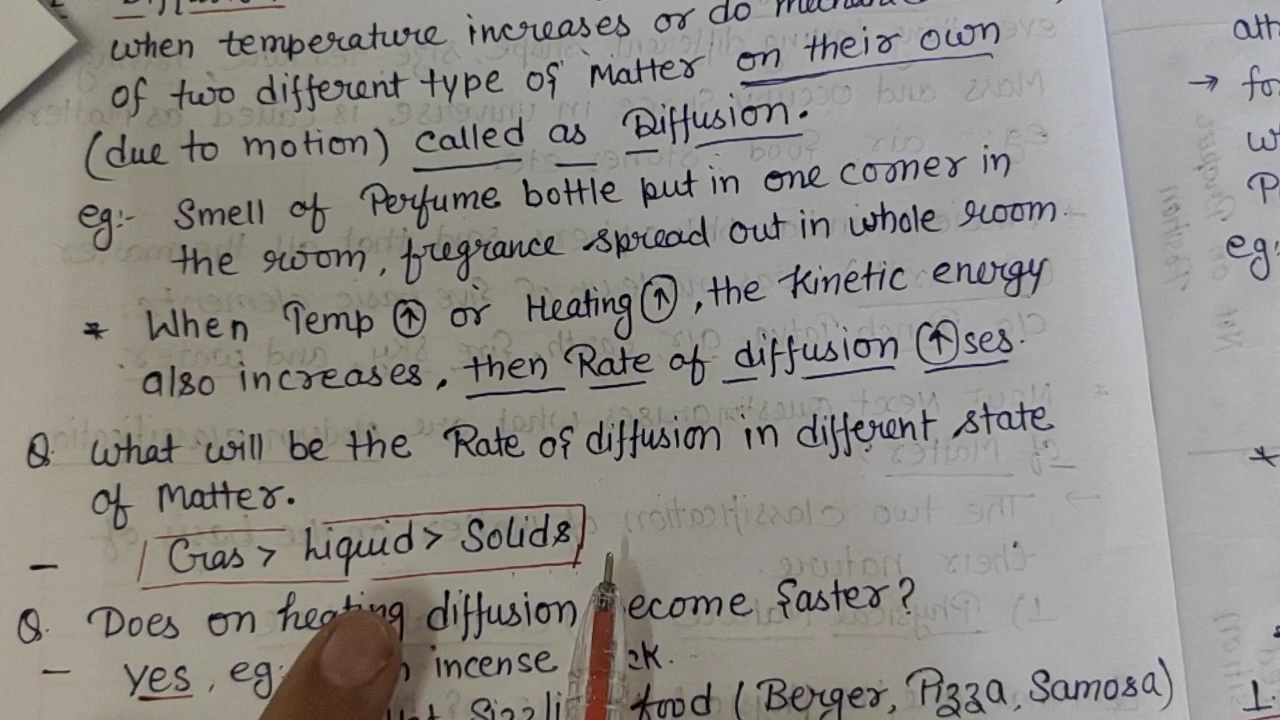 Diffusion
when temperature increases or do
of two different type of Matter on their own
(due to motion) called as Diffusion.
eg:- Smell of Perfume bottle put in one corner in
the room, fregrance spread out in whole room
* When Temp ↑ or Heating ↑, the kinetic energy
also increases, then Rate of diffusion ↑ses.
Q. What will be the Rate of diffusion in different state
of Matter.
- Gas > Liquid > Solids
Q. Does on heating diffusion become faster?
- Yes, eg: incense
food (Berger, Pizza, Samosa)
→
eg:
*